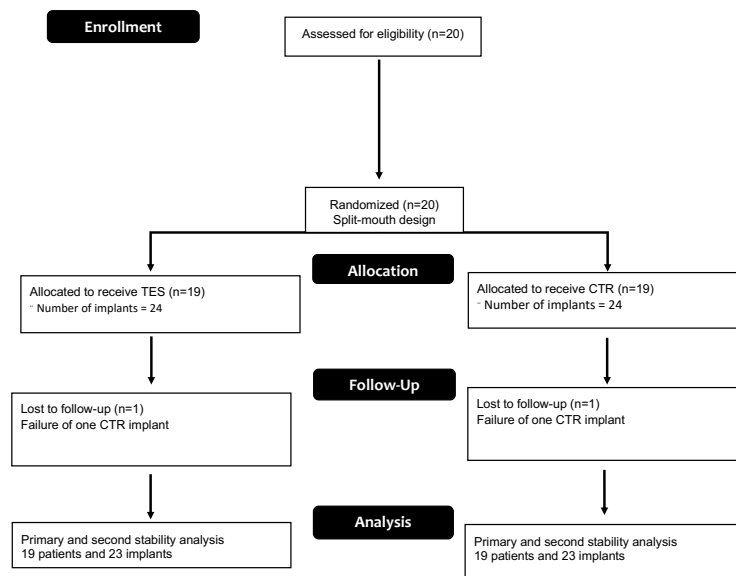 Enrollment
Assessed for eligibility (n=20)
Randomized (n=20)
Split-mouth design
Allocation
Allocated to receive TES (n=19)
¨ Number of implants = 24
Allocated to receive CTR (n=19)
¨ Number of implants = 24
Follow-Up
Lost to follow-up (n=1)
Failure of one CTR implant
Lost to follow-up (n=1)
Failure of one CTR implant
Analysis
Primary and second stability analysis
19 patients and 23 implants
Primary and second stability analysis
19 patients and 23 implants